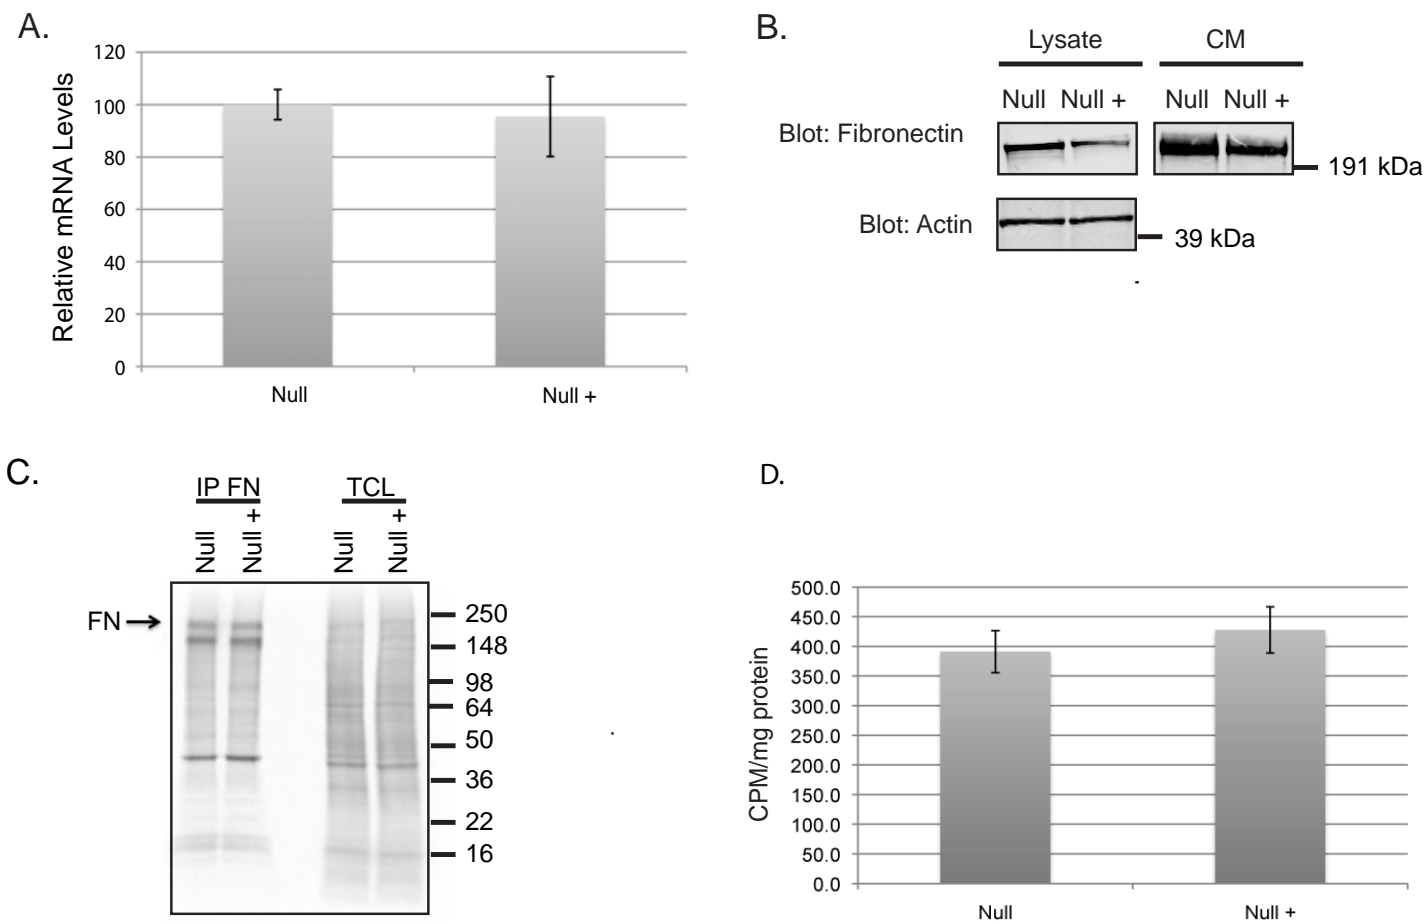 A.
120
100
80
60
40
20
0
Relative mRNA Levels
Null
Null +
B.
Lysate
CM
Null
Null +
Null
Null +
Blot: Fibronectin
191 kDa
Blot: Actin
39 kDa
C.
IP FN
TCL
Null
Null +
Null
Null +
FN
250
148
98
64
50
36
22
16
D.
500.0
450.0
400.0
350.0
300.0
250.0
200.0
150.0
100.0
50.0
0.0
CPM/mg protein
Null
Null +